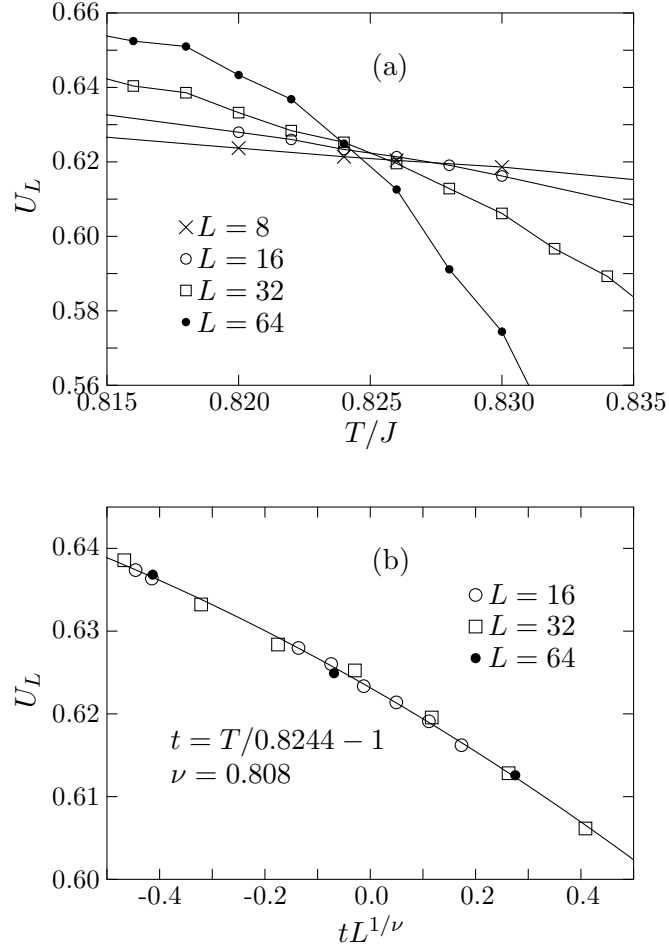 0.66
(a)
0.64
0.62
U_L
0.60
L = 8
L = 16
0.58
L = 32
L = 64
0.56
0.815 0.820 0.825 0.830 0.835
T/J
(b)
0.64
L = 16
L = 32
0.63
L = 64
U_L
0.62
t = T/0.8244 − 1
ν = 0.808
0.61
0.60
-0.4 -0.2 0.0 0.2 0.4
tL^{1/ν}